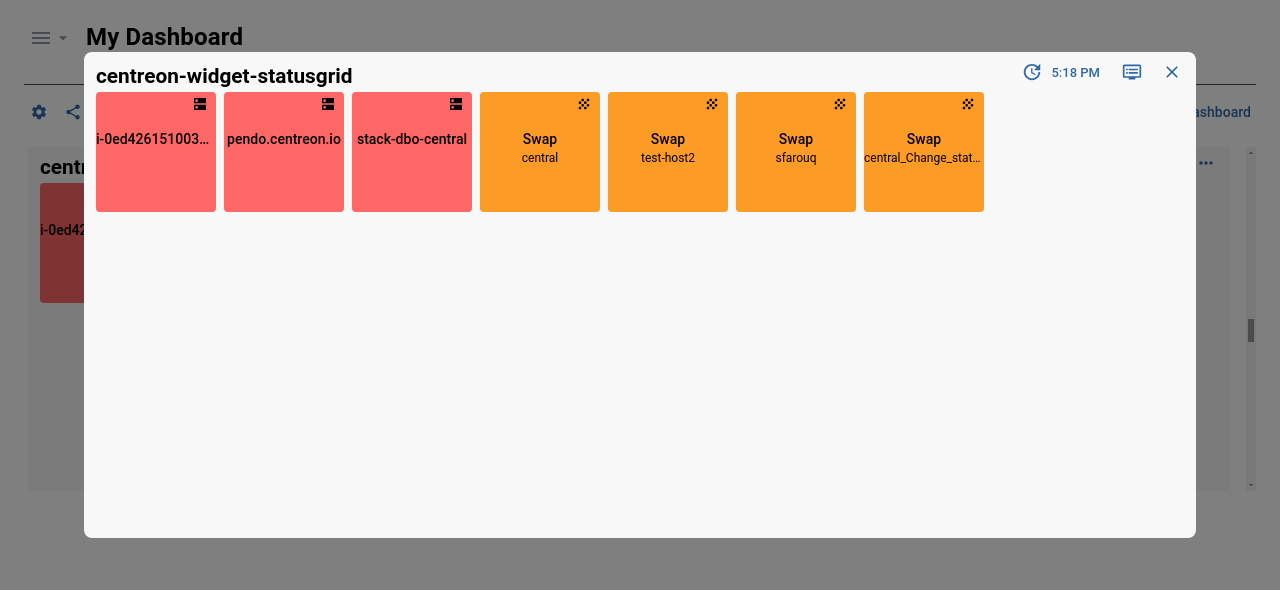 My Dashboard
centreon-widget-statusgrid
5:18 PM
i-0ed426151003...
pendo.centreon.io
stack-dbo-central
Swap
central
Swap
test-host2
Swap
sfarouq
Swap
central_Change_stat...
ashboard
centr
i-0ed42